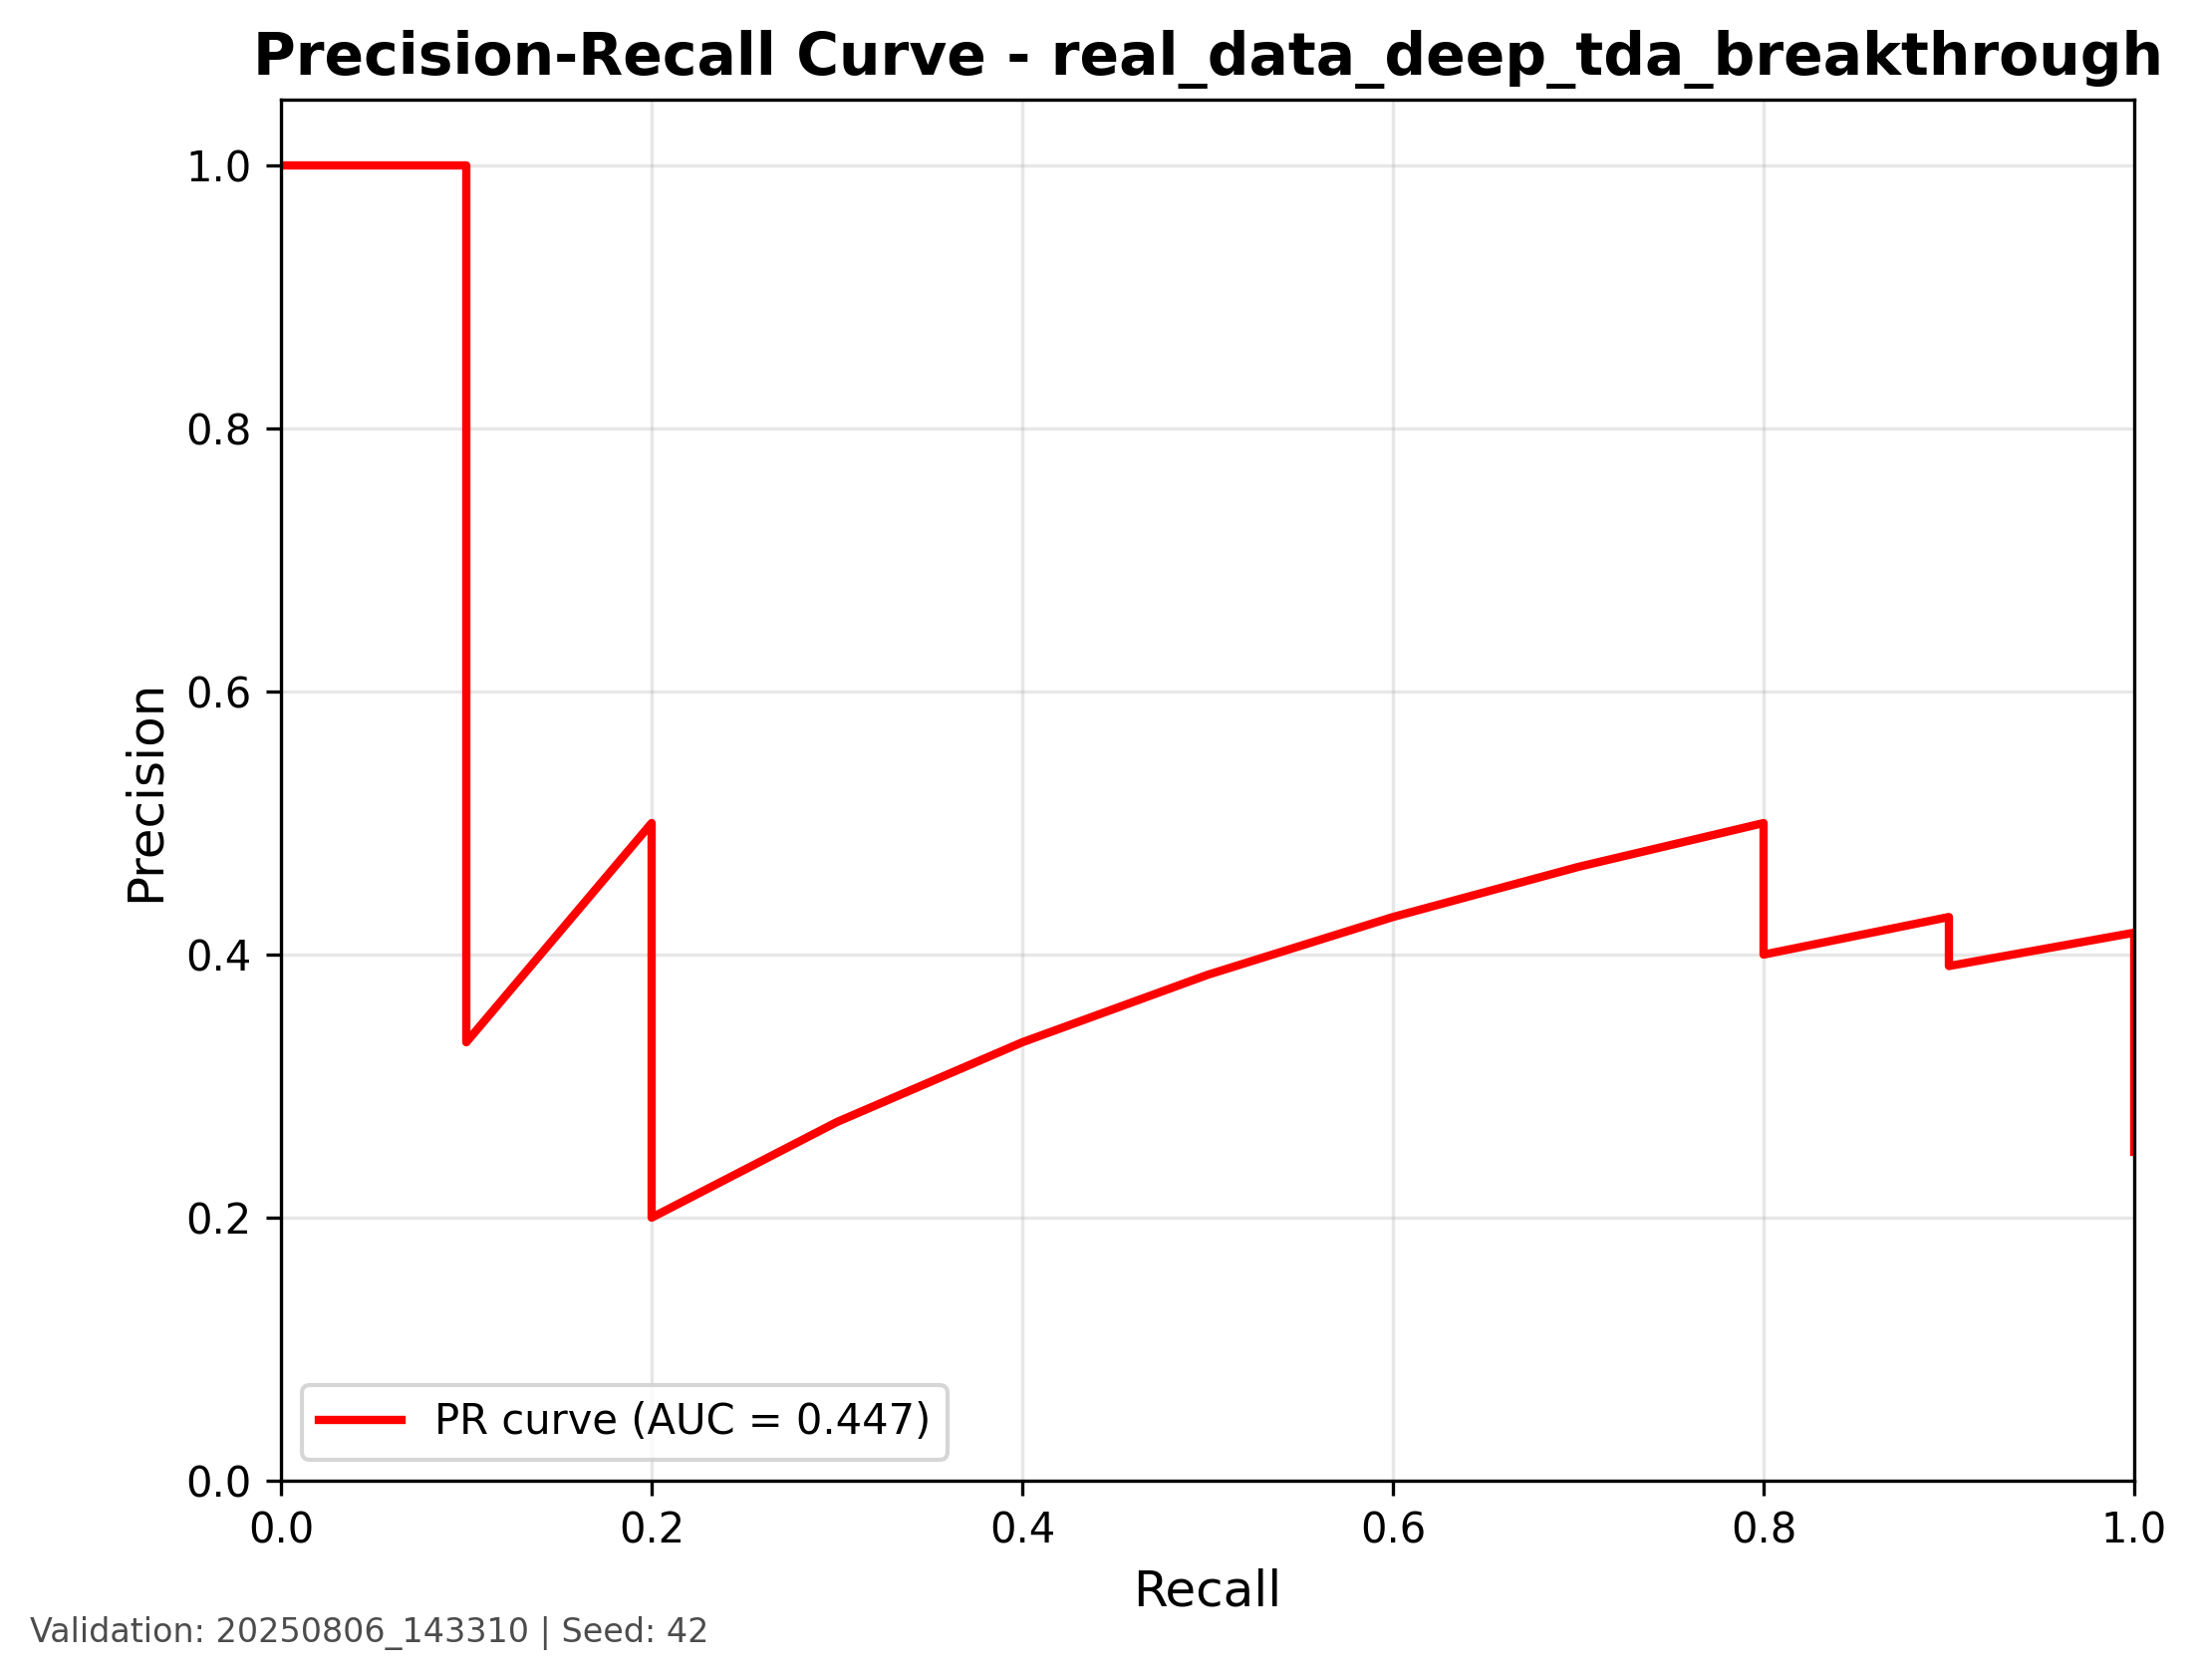 Precision-Recall Curve - real_data_deep_tda_breakthrough
Precision
1.0
0.8
0.6
0.4
0.2
0.0
PR curve (AUC = 0.447)
0.0 0.2 0.4 0.6 0.8 1.0
Recall
Validation: 20250806_143310 | Seed: 42